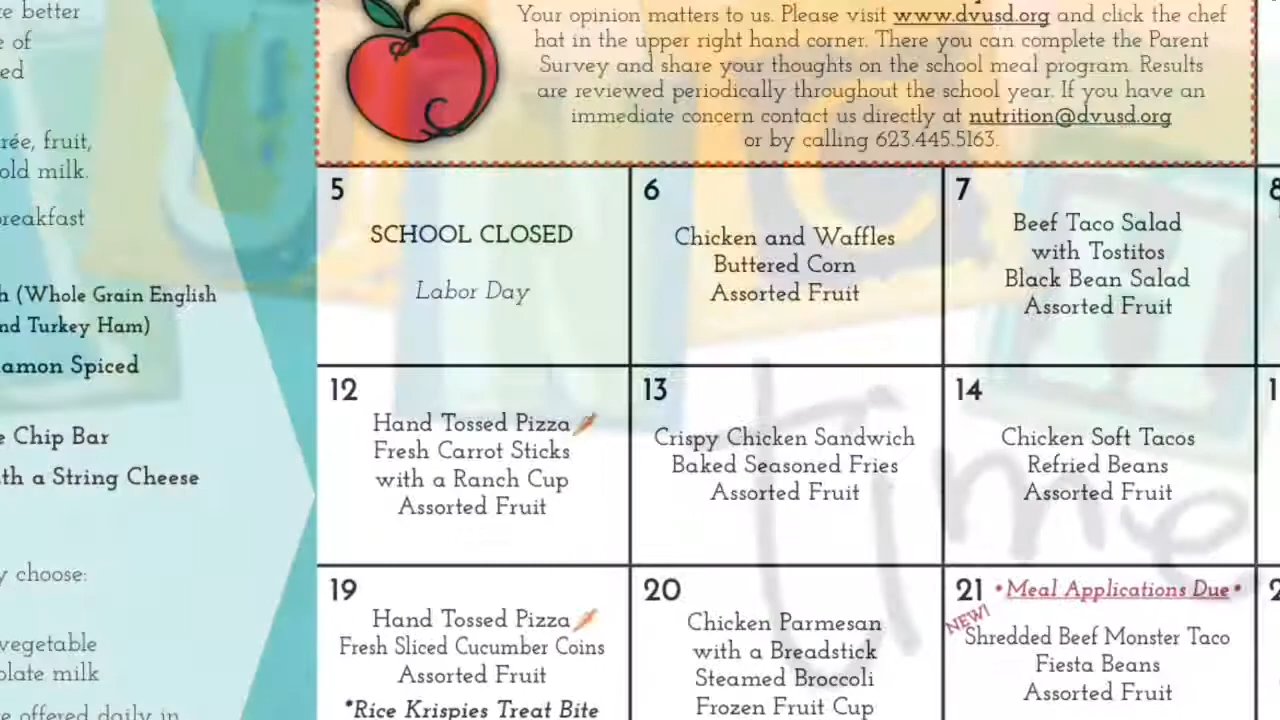 e better
e of
ed
rée, fruit,
old milk.
breakfast
h (Whole Grain English
nd Turkey Ham)
amon Spiced
e Chip Bar
th a String Cheese
y choose:
vegetable
olate milk
e offered daily in
Your opinion matters to us. Please visit www.dvusd.org and click the chef
hat in the upper right hand corner. There you can complete the Parent
Survey and share your thoughts on the school meal program. Results
are reviewed periodically throughout the school year. If you have an
immediate concern contact us directly at nutrition@dvusd.org
or by calling 623.445.5163.
5
SCHOOL CLOSED
Labor Day
6
Chicken and Waffles
Buttered Corn
Assorted Fruit
7
Beef Taco Salad
with Tostitos
Black Bean Salad
Assorted Fruit
8
12
Hand Tossed Pizza
Fresh Carrot Sticks
with a Ranch Cup
Assorted Fruit
13
Crispy Chicken Sandwich
Baked Seasoned Fries
Assorted Fruit
14
Chicken Soft Tacos
Refried Beans
Assorted Fruit
1
19
Hand Tossed Pizza
Fresh Sliced Cucumber Coins
Assorted Fruit
*Rice Krispies Treat Bite
20
Chicken Parmesan
with a Breadstick
Steamed Broccoli
Frozen Fruit Cup
21 •Meal Applications Due•
NEW!
Shredded Beef Monster Taco
Fiesta Beans
Assorted Fruit
2
time